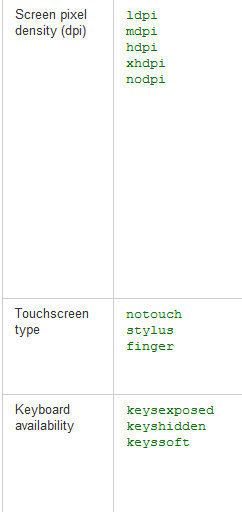 Screen pixel
density (dpi)
ldpi
mdpi
hdpi
xhdpi
nodpi
Touchscreen
type
notouch
stylus
finger
Keyboard
availability
keysexposed
keyshidden
keyssoft